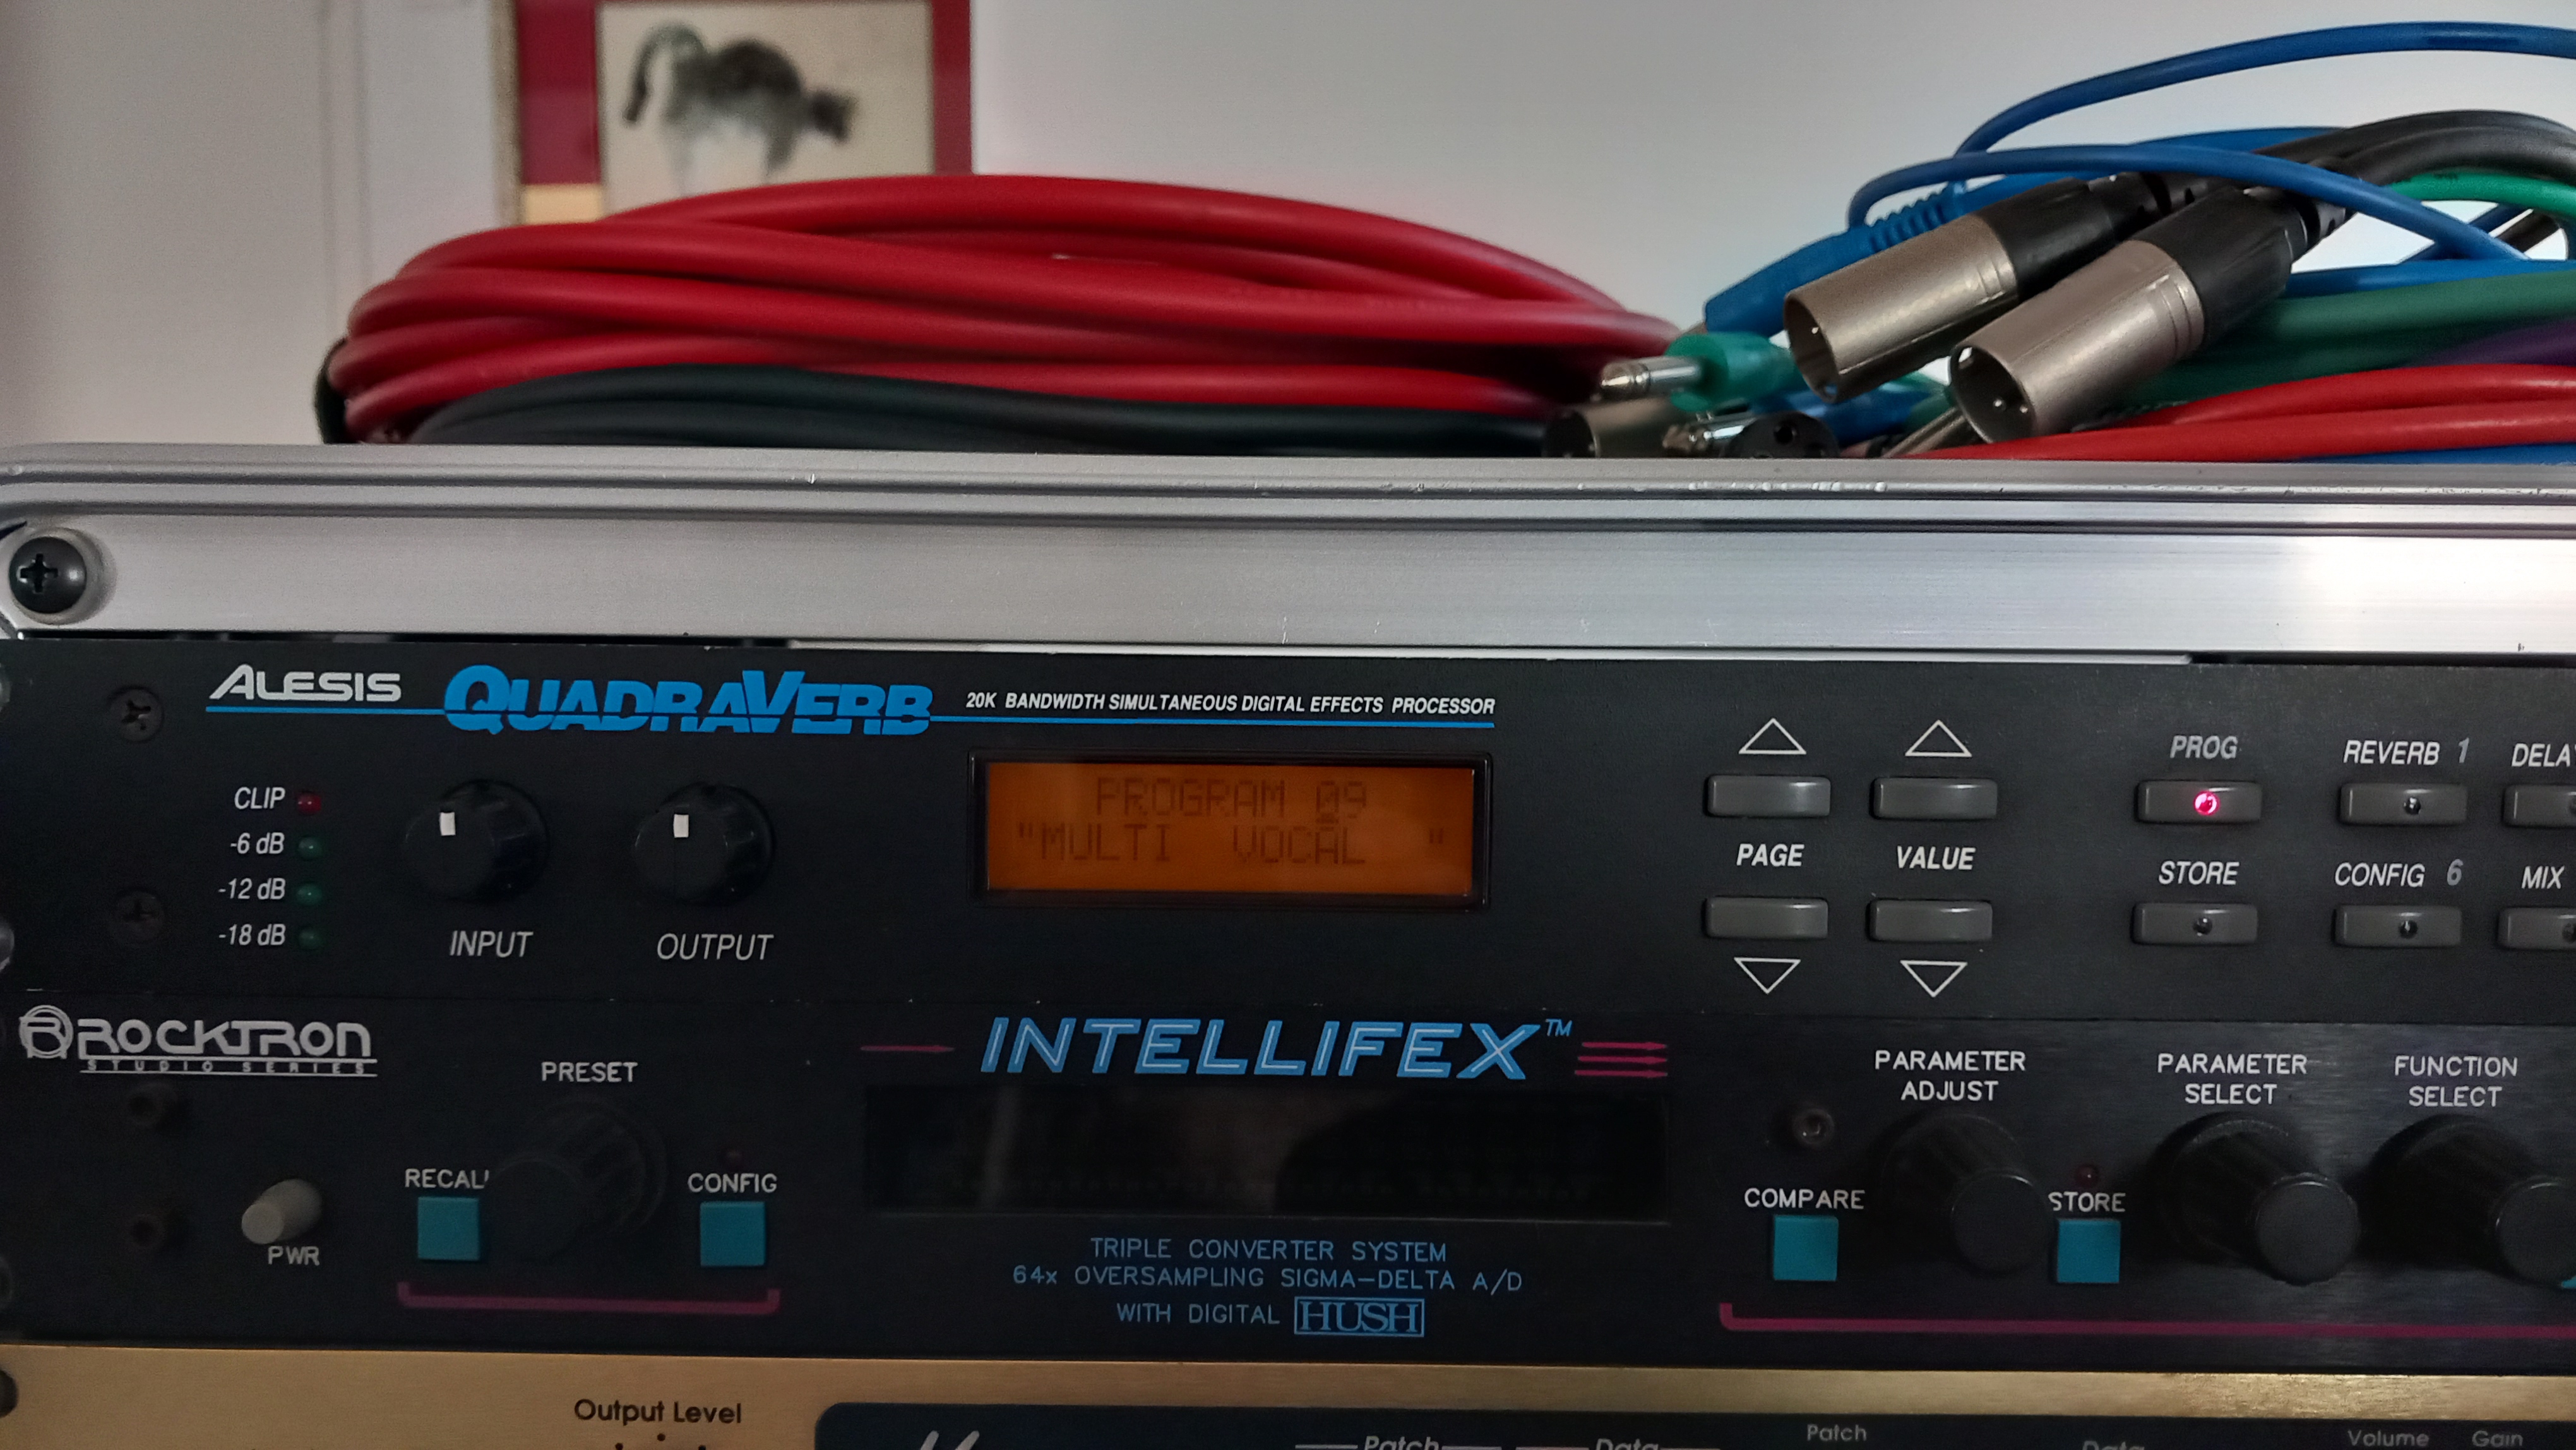 ALESIS QUADRAVERB 20K BANDWIDTH SIMULTANEOUS DIGITAL EFFECTS PROCESSOR
PROG REVERB 1 DELA
CLIP
-6 dB
-12 dB
-18 dB
INPUT OUTPUT
PROGRAM 09
"MULTI VOCAL "
PAGE VALUE
STORE CONFIG 6 MIX
ROCKTRON
STUDIO SERIES
INTELLIFEX™
PRESET
RECALL
CONFIG
PWR
TRIPLE CONVERTER SYSTEM
64x OVERSAMPLING SIGMA-DELTA A/D
WITH DIGITAL HUSH
PARAMETER
ADJUST
PARAMETER
SELECT
FUNCTION
SELECT
COMPARE STORE
Output Level
Patch Data Patch Data Volume Gain